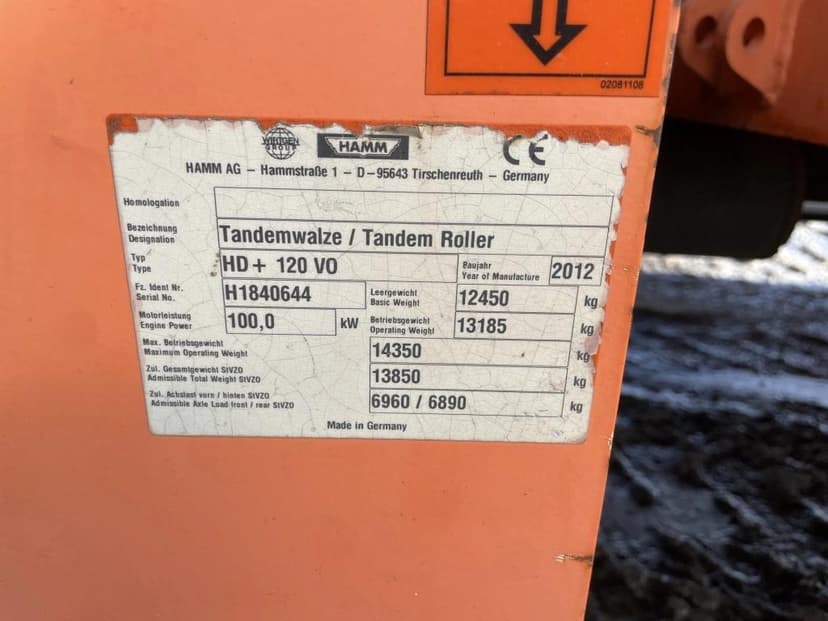 02081108
WIRTGEN GROUP HAMM CE
HAMM AG – Hammstraße 1 – D–95643 Tirschenreuth – Germany
Homologation
Bezeichnung
Designation
Tandemwalze / Tandem Roller
Typ
Type
HD+ 120 VO
Baujahr
Year of Manufacture
2012
Fz. Ident Nr.
Serial No.
H1840644
Leergewicht
Basic Weight
12450 kg
Motorleistung
Engine Power
100,0 kW
Betriebsgewicht
Operating Weight
13185 kg
Max. Betriebsgewicht
Maximum Operating Weight
14350 kg
Zul. Gesamtgewicht StVZO
Admissible Total Weight StVZO
13850 kg
Zul. Achslast vorn / hinten StVZO
Admissible Axle Load front / rear StVZO
6960 / 6890 kg
Made in Germany